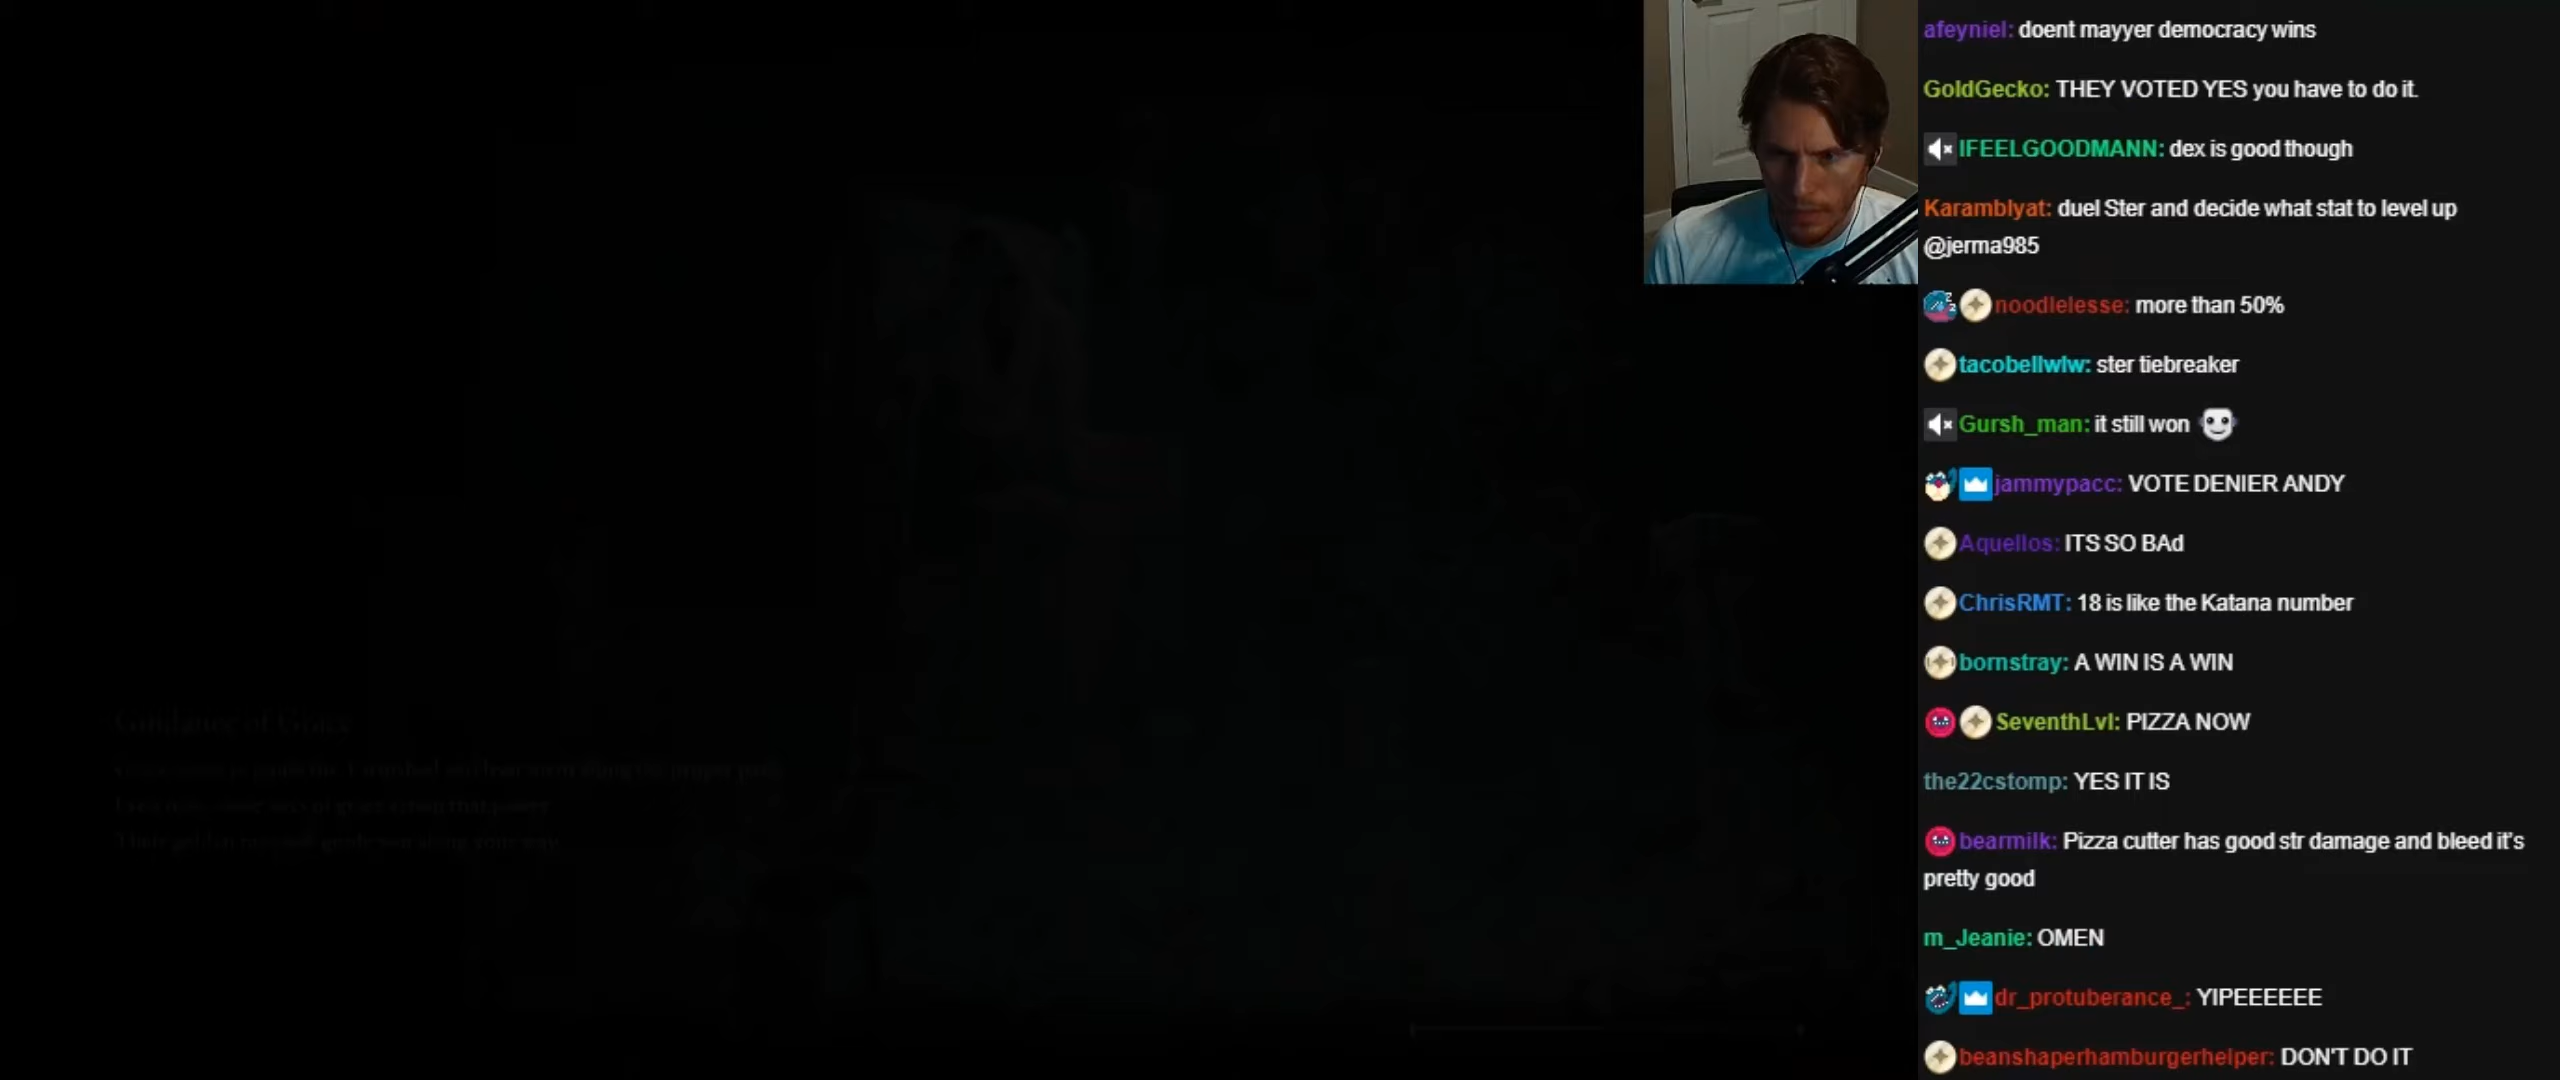 Guidance of Grace
afeyniel: doent mayyer democracy wins
GoldGecko: THEY VOTED YES you have to do it.
IFEELGOODMANN: dex is good though
Karamblyat: duel Ster and decide what stat to level up
@jerma985
noodlelesse: more than 50%
tacobellwlw: ster tiebreaker
Gursh_man: it still won
jammypacc: VOTE DENIER ANDY
Aquellos: ITS SO BAd
ChrisRMT: 18 is like the Katana number
bornstray: A WIN IS A WIN
SeventhLvl: PIZZA NOW
the22cstomp: YES IT IS
bearmilk: Pizza cutter has good str damage and bleed it's
pretty good
m_Jeanie: OMEN
dr_protuberance_: YIPEEEEEE
beanshaperhamburgerhelper: DON'T DO IT